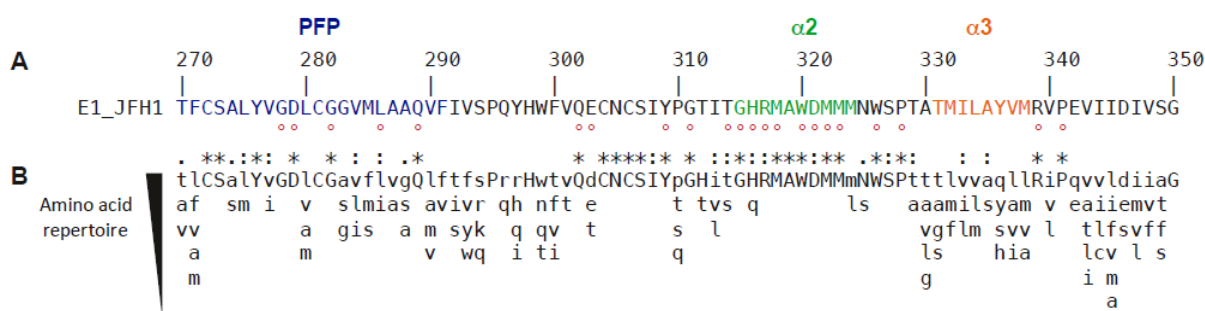 PFP α2 α3
A 270 280 290 300 310 320 330 340 350
E1_JFH1 TFCSALYVGDLCGGVMLAAQVFIVSPQYHWFVQECNCSIYPGTITGHRMAWDMMMNWSPTATMILAYVMRVPEVIIDIVSG
. **.:*: * * : : .* * ****:* * ::*:*******: .*:** : : * *
B tlCSalYvGDlCGavflvgQlftfsPrrHwtvQdCNCSIYpGHitGHRMAWDMMmNWSPtttlvvaqllRiPqvvldiiaG
Amino acid af sm i v slmias avivr qh nft e t tvs q ls aaamilsyam v eaiiemvt
repertoire vv a gis a m syk q qv t s l vgflm svv l tlfsvff
a m v wq i ti q ls hia lcv l s
m g i m
a